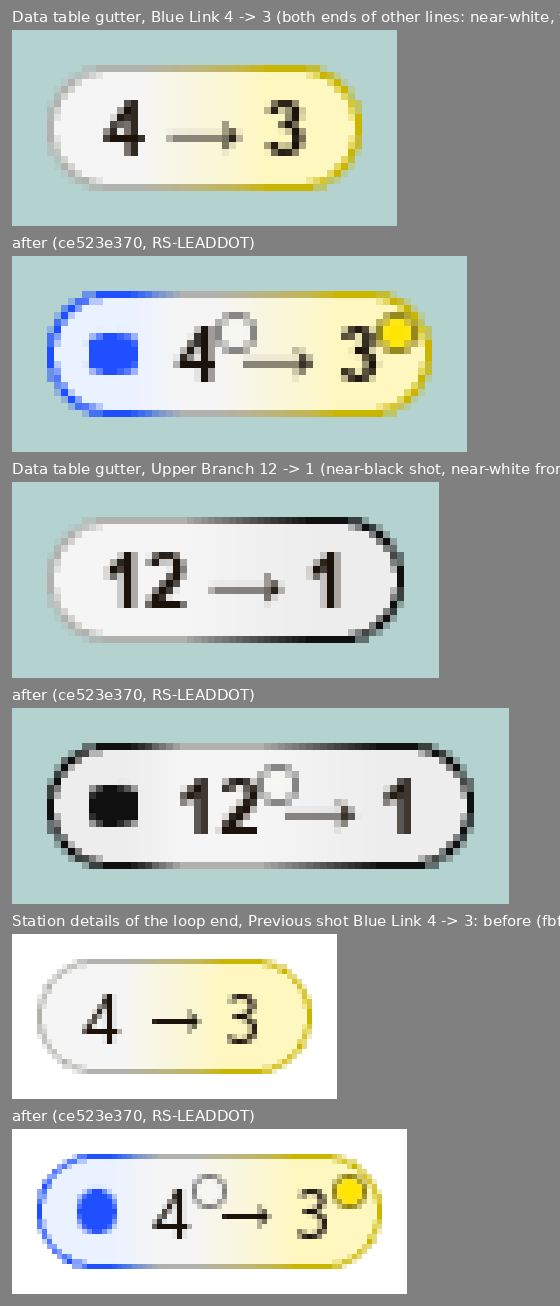 Data table gutter, Blue Link 4 -> 3 (both ends of other lines: near-white,
4 → 3
after (ce523e370, RS-LEADDOT)
4 → 3
Data table gutter, Upper Branch 12 -> 1 (near-black shot, near-white
12 → 1
after (ce523e370, RS-LEADDOT)
12 → 1
Station details of the loop end, Previous shot Blue Link 4 -> 3: before
4 → 3
after (ce523e370, RS-LEADDOT)
4 → 3